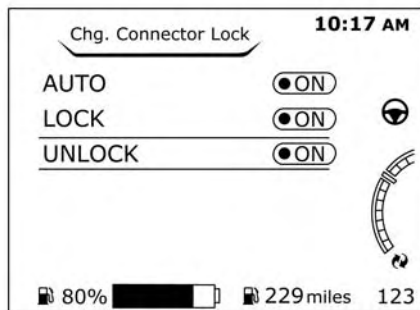 Chg. Connector Lock
10:17 AM
AUTO ON
LOCK ON
UNLOCK ON
80% 229 miles 123